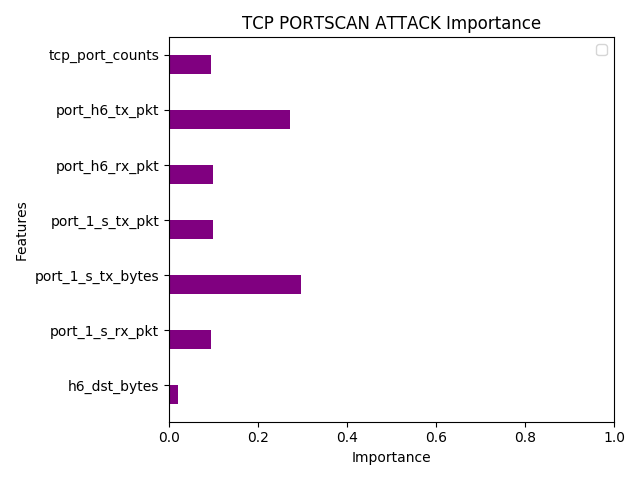 TCP PORTSCAN ATTACK Importance
tcp_port_counts
port_h6_tx_pkt
port_h6_rx_pkt
port_1_s_tx_pkt
port_1_s_tx_bytes
port_1_s_rx_pkt
h6_dst_bytes
Features
0.0 0.2 0.4 0.6 0.8 1.0
Importance